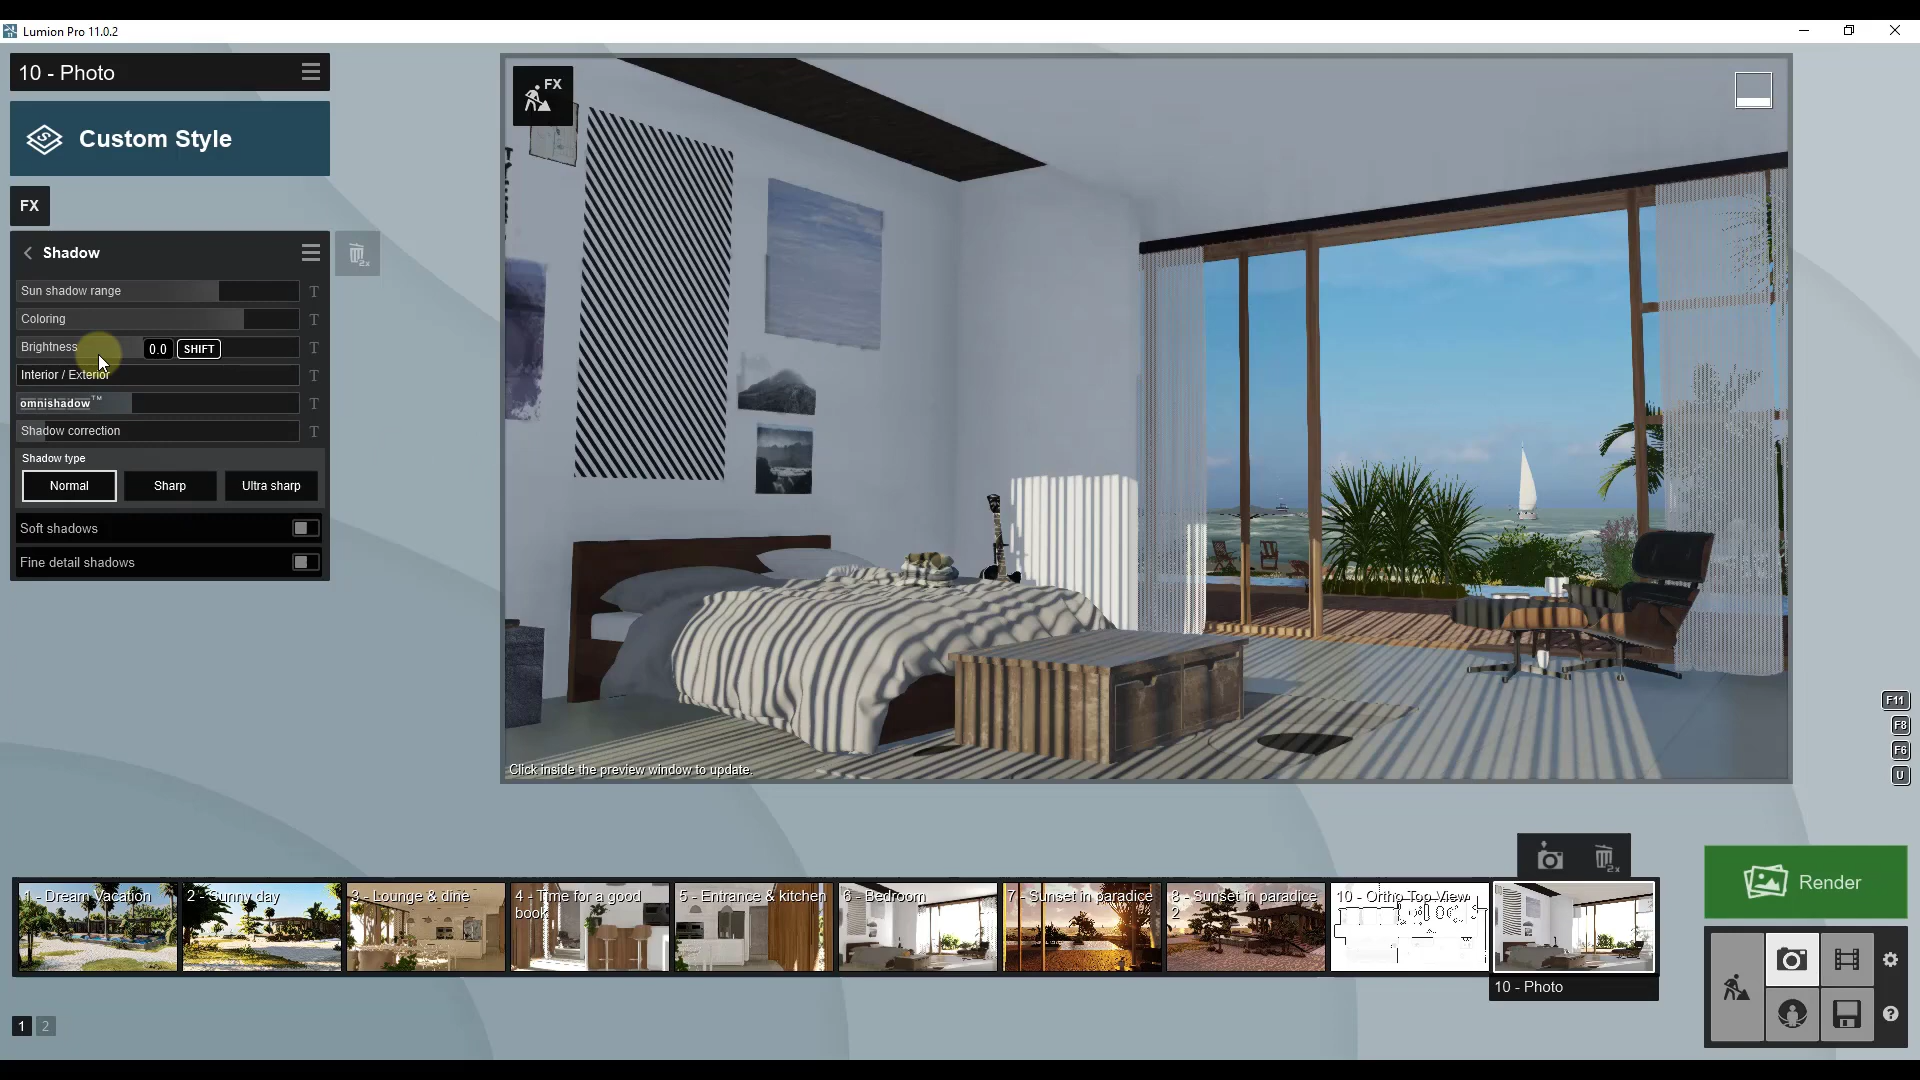 Lumion Pro 11.0.2
10 - Photo
Custom Style
FX
FX
Shadow
Sun shadow range
T
Coloring
T
Brightness
0.0
SHIFT
T
Interior / Exterior
T
omnishadow™
T
Shadow correction
T
Shadow type
Normal
Sharp
Ultra sharp
Soft shadows
Fine detail shadows
Click inside the preview window to update.
F11
F8
F6
U
Render
1 - Dream Vacation
2 - Sunny day
3 - Lounge & dine
4 - Time for a good
book
5 - Entrance & kitchen
6 - Bedroom
7 - Sunset in paradice
8 - Sunset in paradice
2
10 - Ortho Top View
10 - Photo
1
2
?